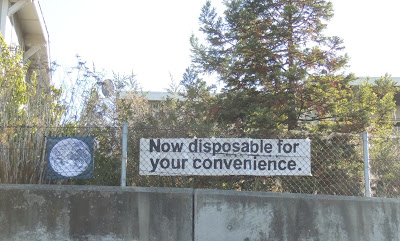 Now disposable for
your convenience.